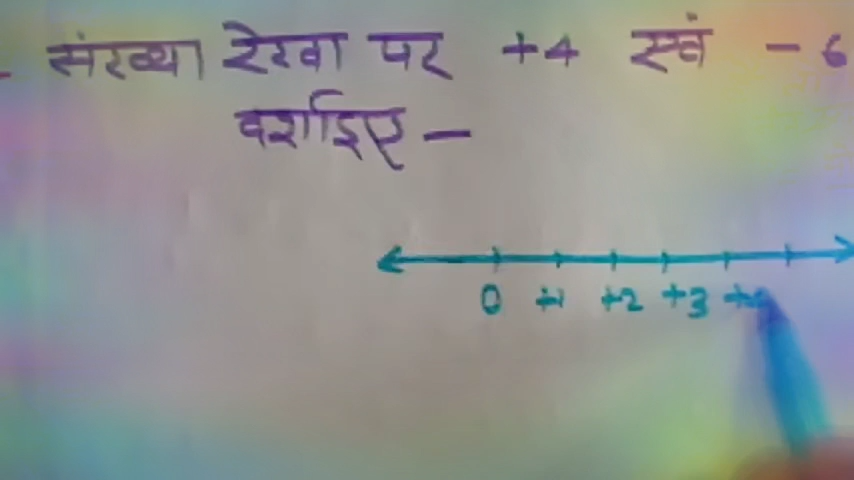 संख्या रेखा पर +4 एवं - 6
दर्शाइए -
0 +1 +2 +3